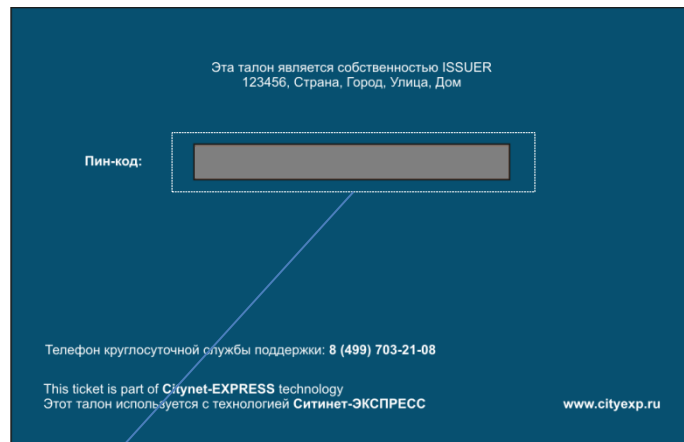 Эта талон является собственностью ISSUER
123456, Страна, Город, Улица, Дом
Пин-код:
Телефон круглосуточной службы поддержки: 8 (499) 703-21-08
This ticket is part of Citynet-EXPRESS technology
Этот талон используется с технологией Ситинет-ЭКСПРЕСС
www.cityexp.ru